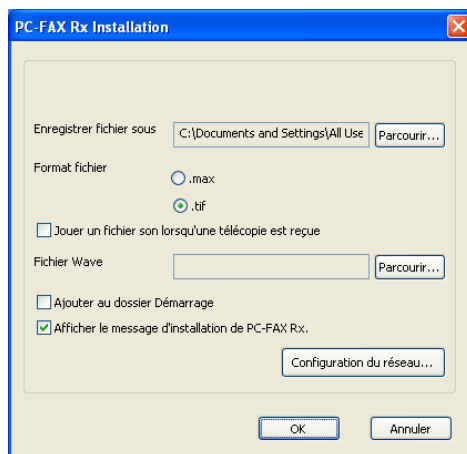 PC-FAX Rx Installation
Enregistrer fichier sous C:\Documents and Settings\All Use Parcourir...
Format fichier
.max
.tif
Jouer un fichier son lorsqu'une télécopie est reçue
Fichier Wave Parcourir...
Ajouter au dossier Démarrage
Afficher le message d'installation de PC-FAX Rx.
Configuration du réseau...
OK Annuler